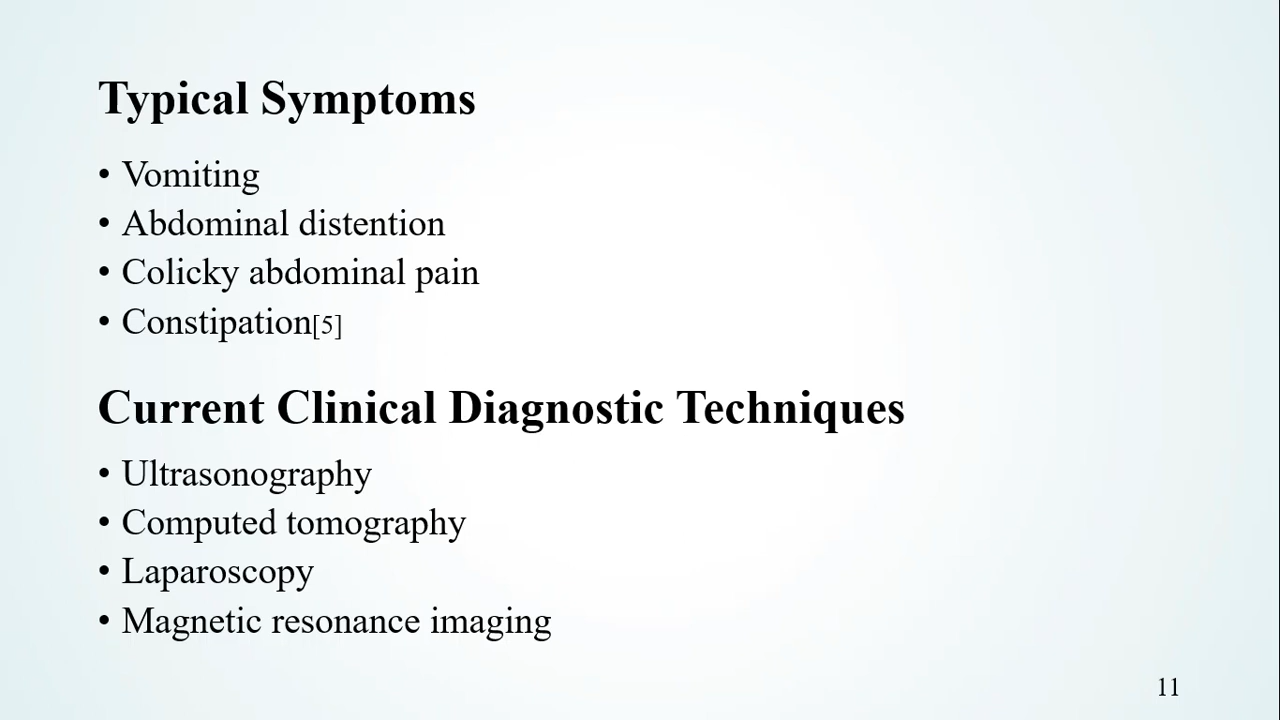 Typical Symptoms
• Vomiting
• Abdominal distention
• Colicky abdominal pain
• Constipation[5]
Current Clinical Diagnostic Techniques
• Ultrasonography
• Computed tomography
• Laparoscopy
• Magnetic resonance imaging
11